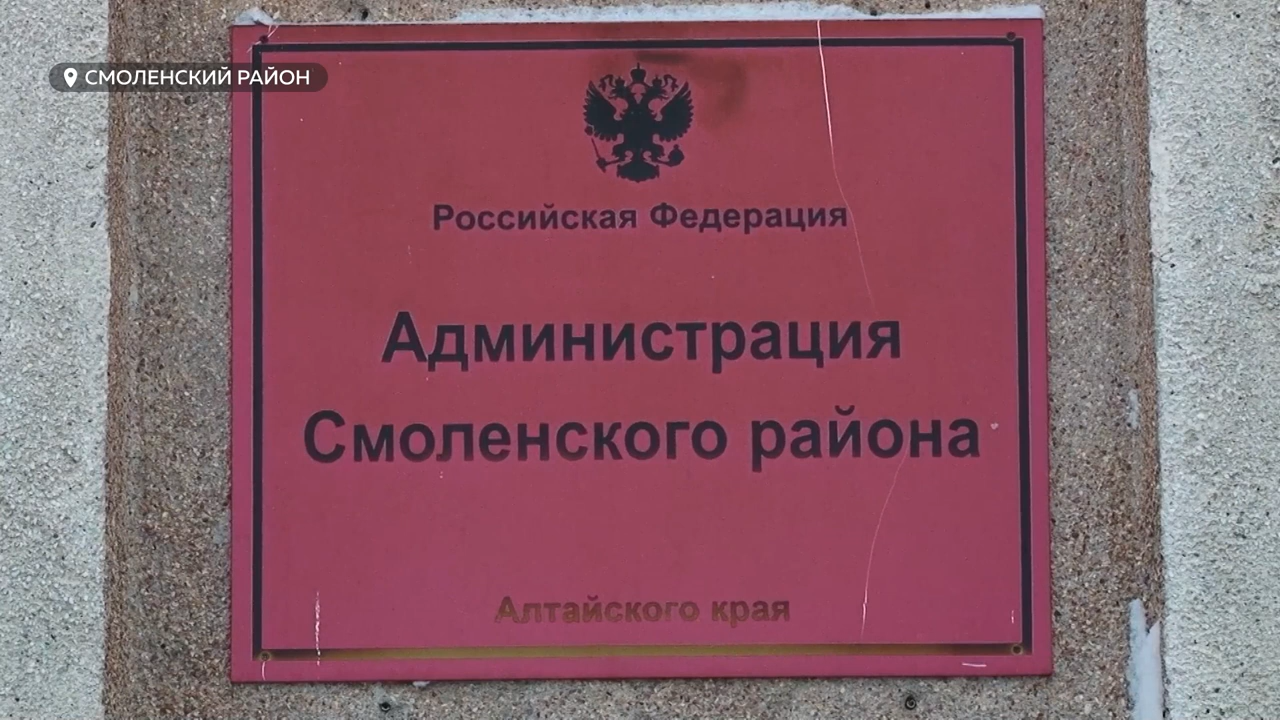 СМОЛЕНСКИЙ РАЙОН
Российская Федерация
Администрация
Смоленского района
Алтайского края